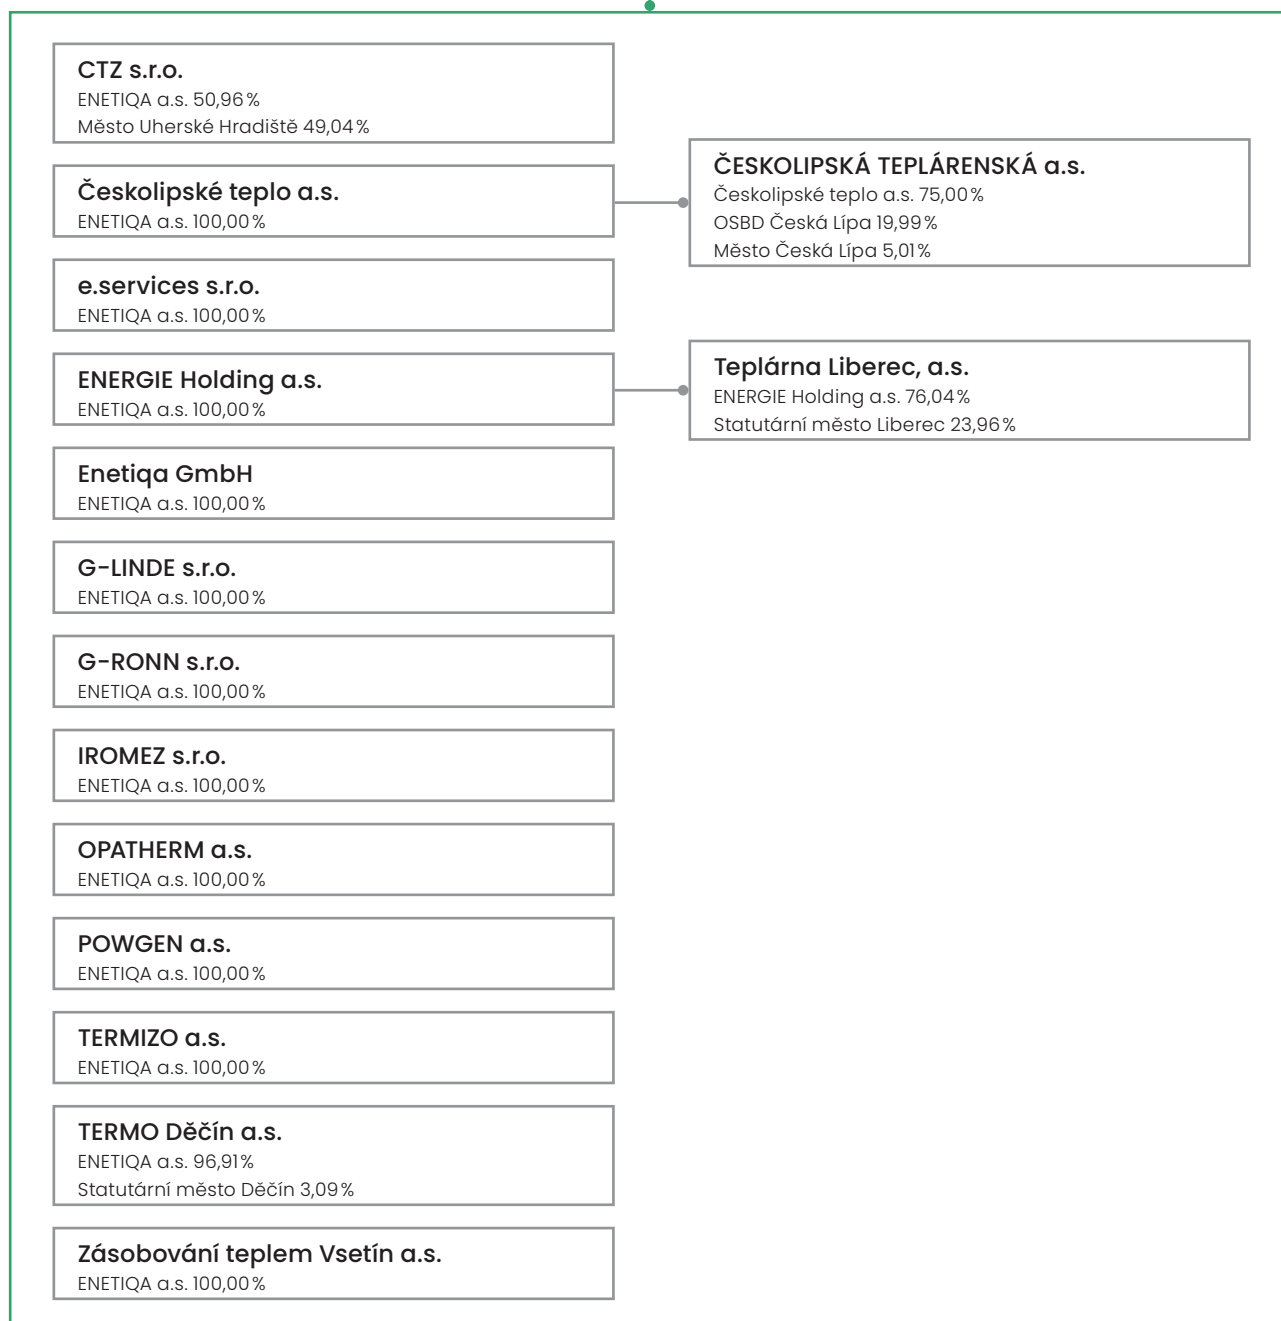 CTZ s.r.o.
ENETIQA a.s. 50,96 %
Město Uherské Hradiště 49,04 %
Českolipské teplo a.s.
ENETIQA a.s. 100,00 %
ČESKOLIPSKÁ TEPLÁRENSKÁ a.s.
Českolipské teplo a.s. 75,00 %
OSBD Česká Lípa 19,99 %
Město Česká Lípa 5,01 %
e.services s.r.o.
ENETIQA a.s. 100,00 %
ENERGIE Holding a.s.
ENETIQA a.s. 100,00 %
Teplárna Liberec, a.s.
ENERGIE Holding a.s. 76,04 %
Statutární město Liberec 23,96 %
Enetiqa GmbH
ENETIQA a.s. 100,00 %
G-LINDE s.r.o.
ENETIQA a.s. 100,00 %
G-RONN s.r.o.
ENETIQA a.s. 100,00 %
IROMEZ s.r.o.
ENETIQA a.s. 100,00 %
OPATHERM a.s.
ENETIQA a.s. 100,00 %
POWGEN a.s.
ENETIQA a.s. 100,00 %
TERMIZO a.s.
ENETIQA a.s. 100,00 %
TERMO Děčín a.s.
ENETIQA a.s. 96,91 %
Statutární město Děčín 3,09 %
Zásobování teplem Vsetín a.s.
ENETIQA a.s. 100,00 %